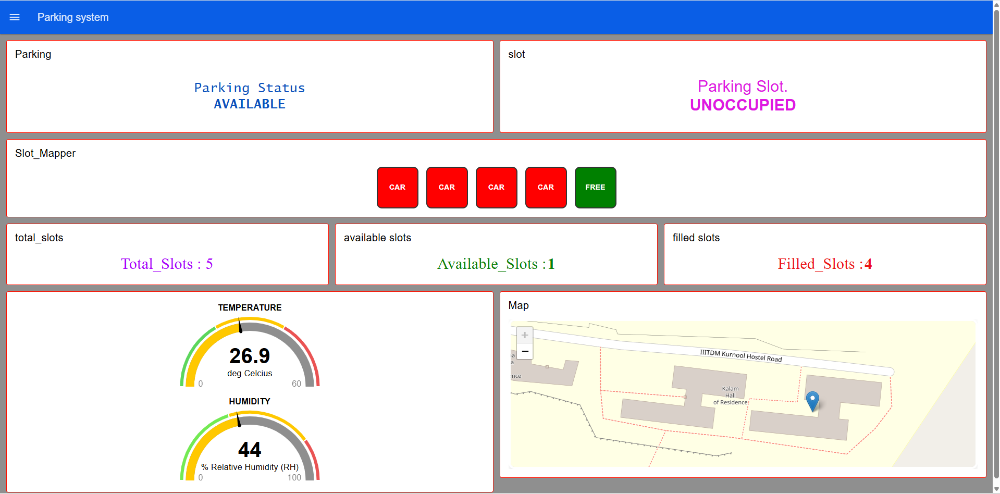 Parking system
Parking
Parking Status
AVAILABLE
slot
Parking Slot.
UNOCCUPIED
Slot_Mapper
CAR CAR CAR CAR FREE
total_slots
Total_Slots : 5
available slots
Available_Slots :1
filled slots
Filled_Slots :4
TEMPERATURE
26.9
deg Celcius
0 60
HUMIDITY
44
% Relative Humidity (RH)
0 100
Map
+
−
IIITDM Kurnool Hostel Road
Kalam
Hall
of Residence